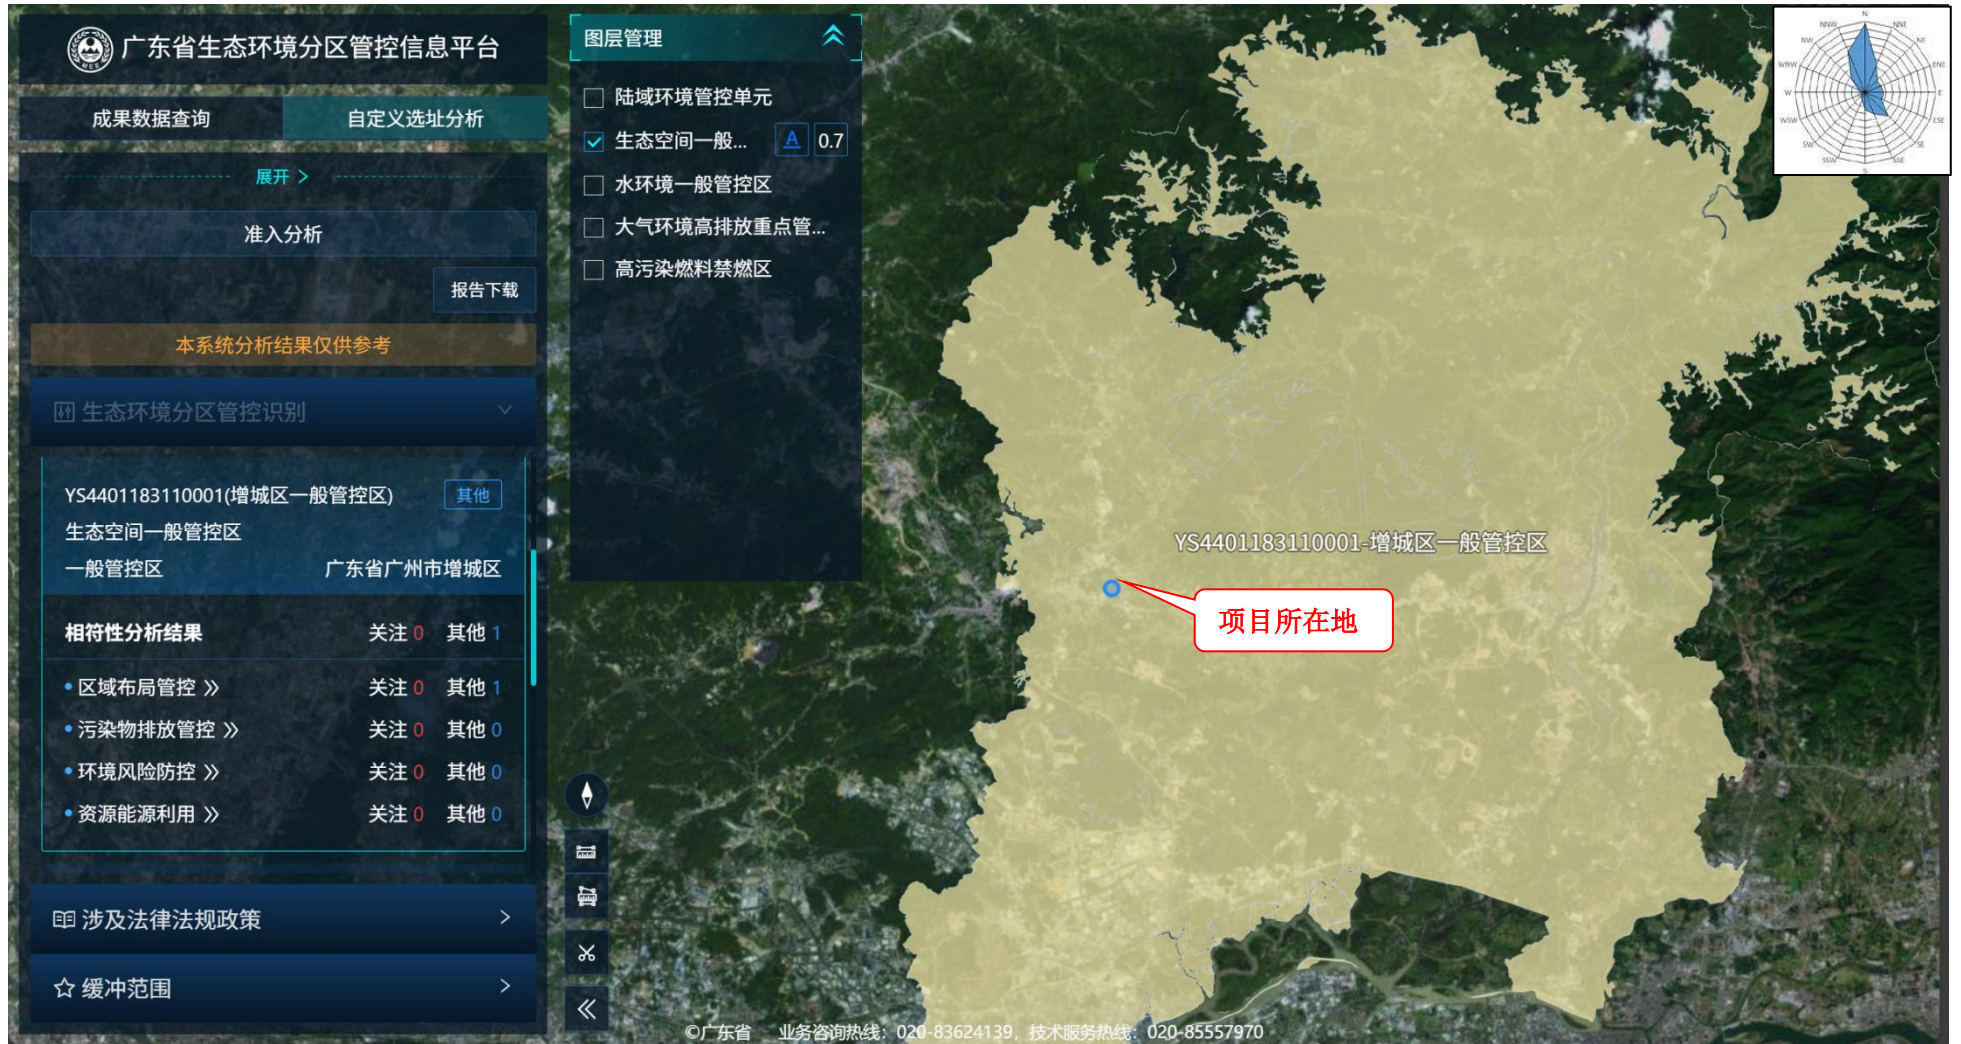 广东省生态环境分区管控信息平台
成果数据查询
自定义选址分析
展开 >
准入分析
报告下载
本系统分析结果仅供参考
生态环境分区管控识别
YS4401183110001(增城区一般管控区)
其他
生态空间一般管控区
一般管控区
广东省广州市增城区
相符性分析结果 关注 0 其他 1
区域布局管控 关注 0 其他 1
污染物排放管控 关注 0 其他 0
环境风险防控 关注 0 其他 0
资源能源利用 关注 0 其他 0
涉及法律法规政策
缓冲范围
图层管理
陆域环境管控单元
生态空间一般... A 0.7
水环境一般管控区
大气环境高排放重点管...
高污染燃料禁燃区
YS4401183110001-增城区一般管控区
项目所在地
N
NNW
NNE
NW
NE
WNW
ENE
W
E
WSW
ESE
SW
SE
SSW
SSE
S
©广东省 业务咨询热线：020-83624139，技术服务热线：020-85557970